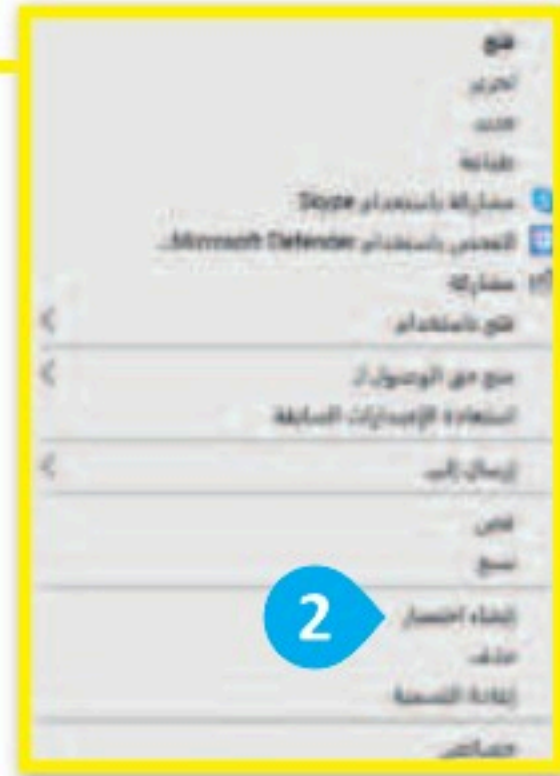 فتح
تحرير
جديد
طباعة
مشاركة باستخدام Skype
الفحص باستخدام Microsoft Defender...
مشاركة
فتح باستخدام
منح حق الوصول لـ
استعادة الإصدارات السابقة
إرسال إلى
قص
نسخ
إنشاء اختصار
2
حذف
إعادة التسمية
خصائص